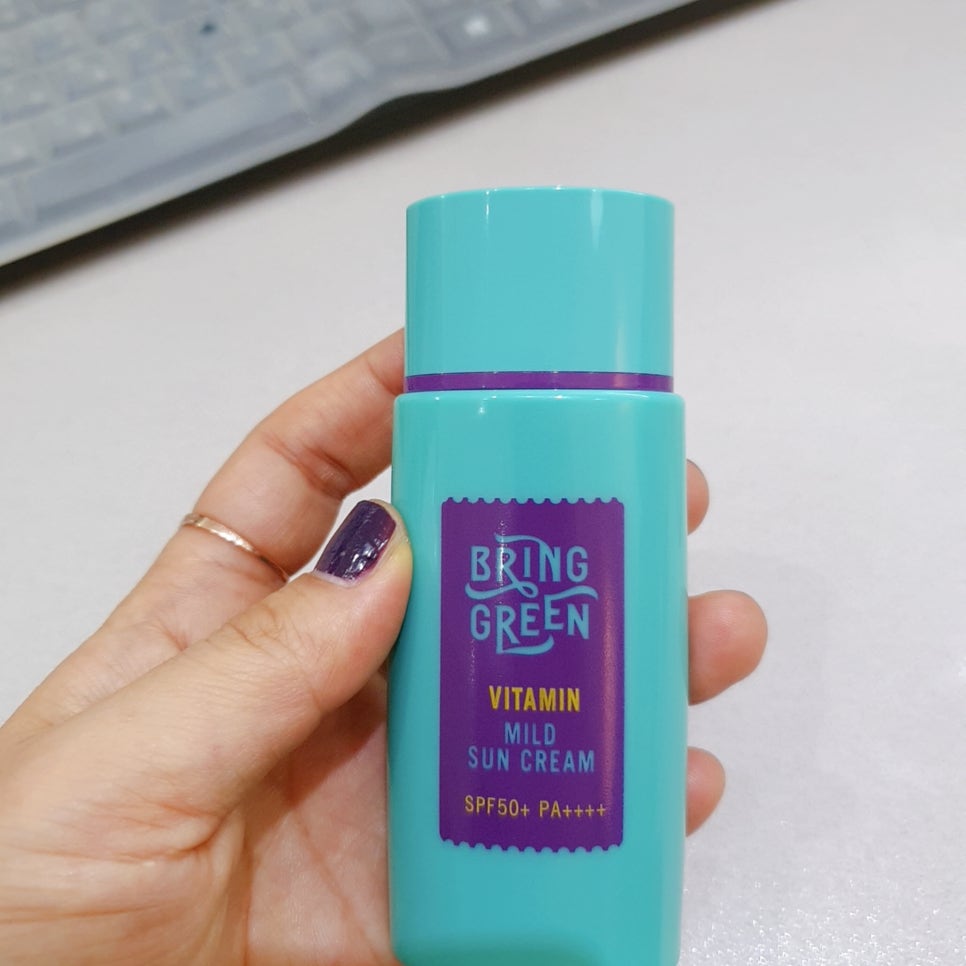 BRING
GREEN
VITAMIN
MILD
SUN CREAM
SPF50+ PA++++